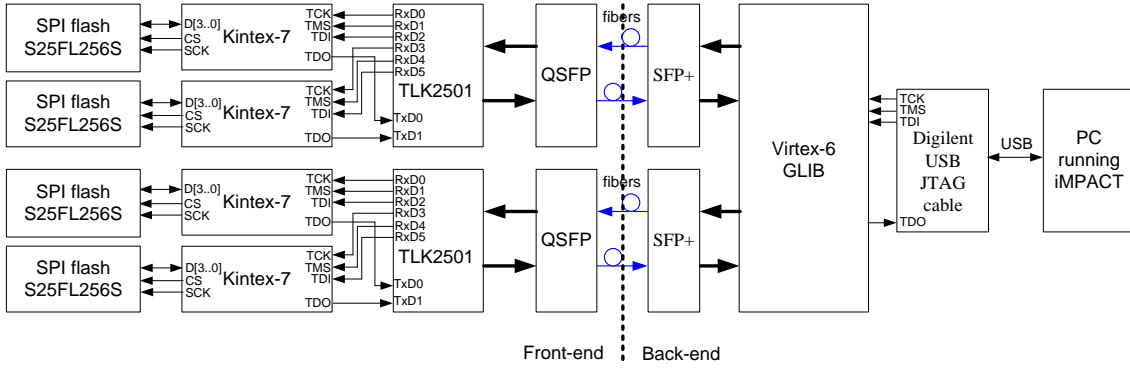 SPI flash
S25FL256S
D[3..0]
CS
SCK
Kintex-7
TCK
TMS
TDI
TDO
RxD0
RxD1
RxD2
RxD3
RxD4
RxD5
TLK2501
TxD0
TxD1
SPI flash
S25FL256S
D[3..0]
CS
SCK
Kintex-7
TCK
TMS
TDI
TDO
QSFP
fibers
SFP+
SPI flash
S25FL256S
D[3..0]
CS
SCK
Kintex-7
TCK
TMS
TDI
TDO
RxD0
RxD1
RxD2
RxD3
RxD4
RxD5
TLK2501
TxD0
TxD1
SPI flash
S25FL256S
D[3..0]
CS
SCK
Kintex-7
TCK
TMS
TDI
TDO
QSFP
fibers
SFP+
Virtex-6
GLIB
TCK
TMS
TDI
Digilent
USB
JTAG
cable
TDO
USB
PC
running
iMPACT
Front-end
Back-end